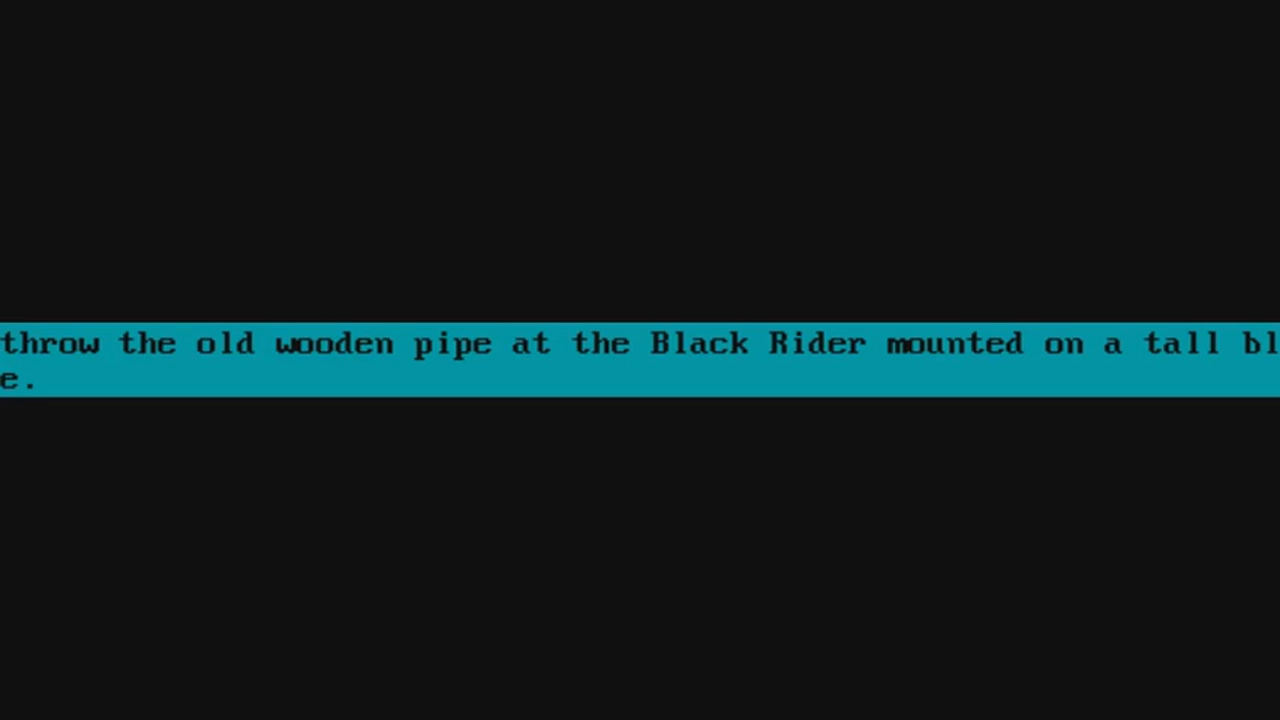 throw the old wooden pipe at the Black Rider mounted on a tall bl
e.